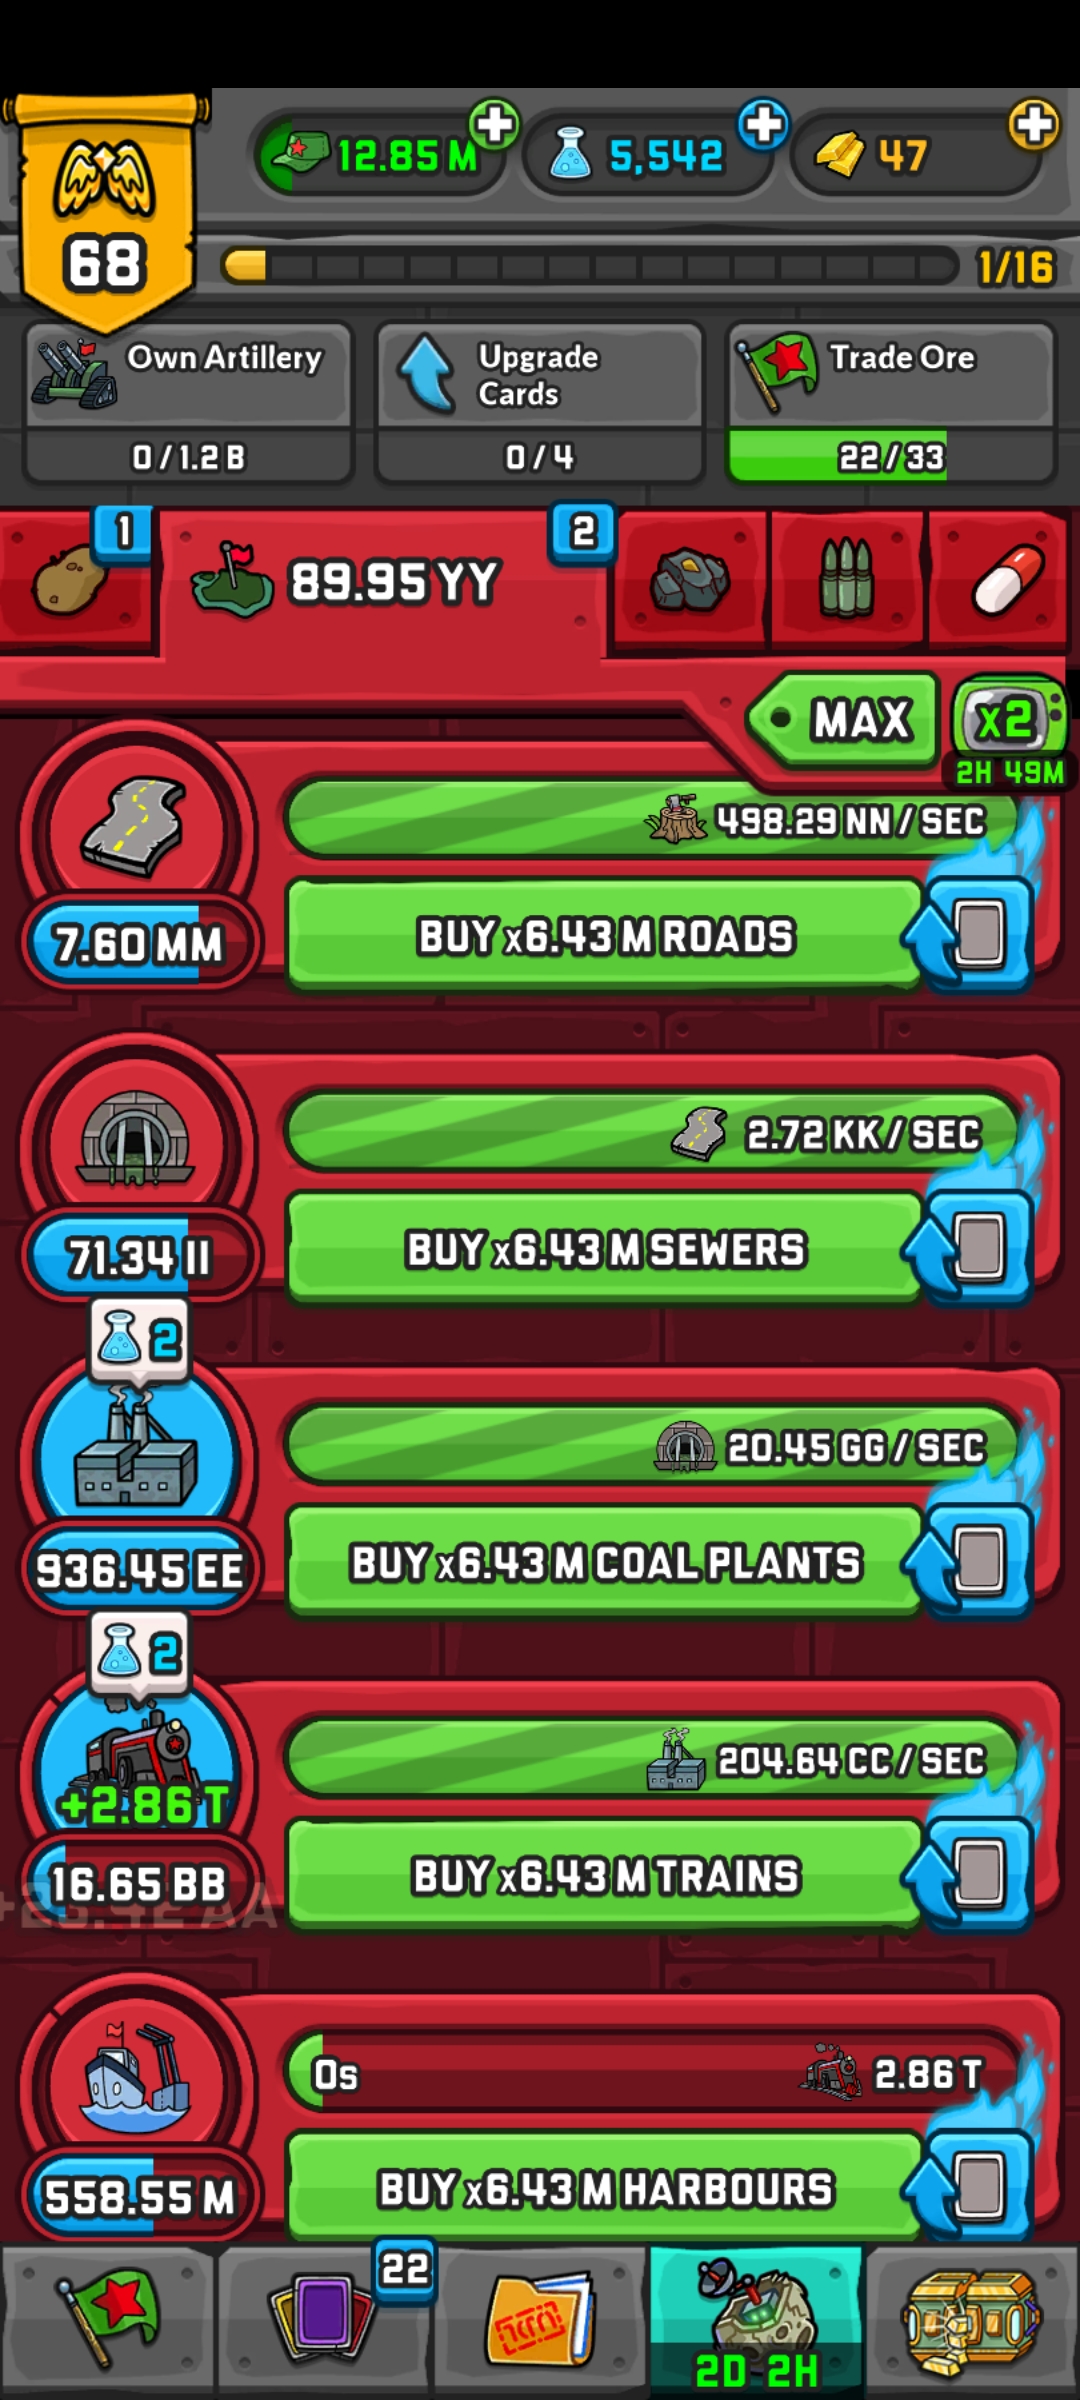 12.85 M
5,542
47
68
1/16
Own Artillery
0 / 1.2 B
Upgrade
Cards
0 / 4
Trade Ore
22 / 33
1
89.95 YY
2
MAX
x2
2H 49M
498.29 NN / SEC
7.60 MM
BUY x6.43 M ROADS
2.72 KK / SEC
71.34 II
BUY x6.43 M SEWERS
2
20.45 GG / SEC
936.45 EE
BUY x6.43 M COAL PLANTS
2
204.64 CC / SEC
+2.86 T
16.65 BB
BUY x6.43 M TRAINS
0s
2.86 T
558.55 M
BUY x6.43 M HARBOURS
22
2D 2H